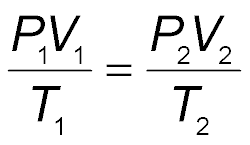 P₁V₁ / T₁ = P₂V₂ / T₂